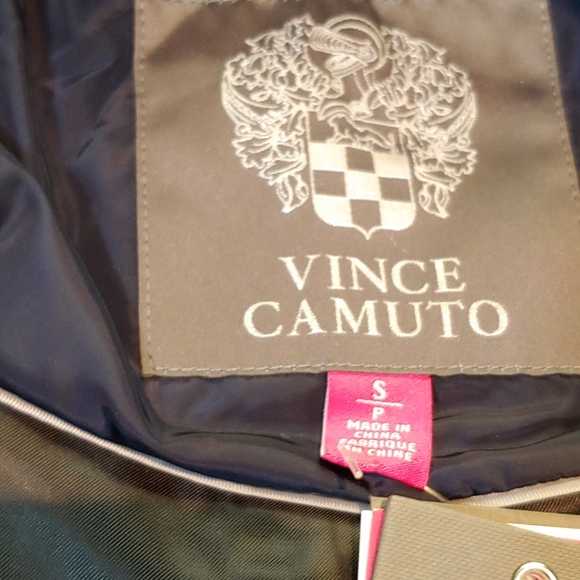 VINCE
CAMUTO
S
P
MADE IN
CHINA
FABRIQUE
EN CHINE